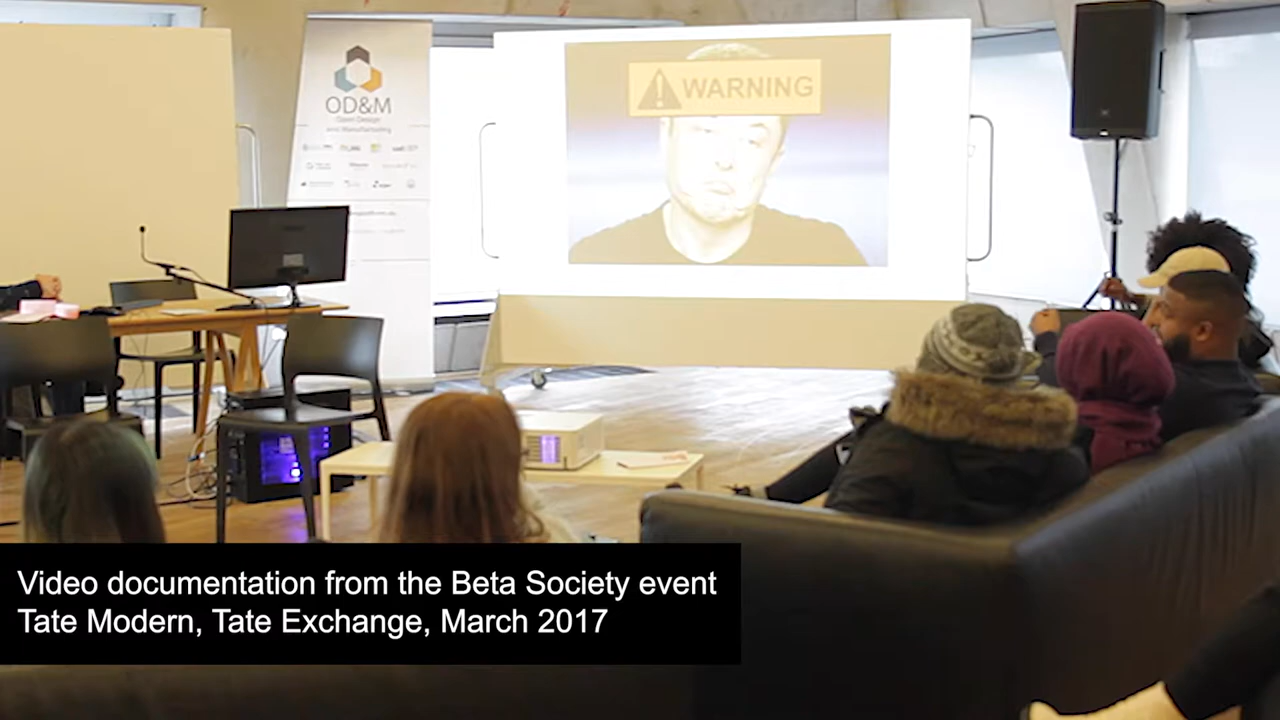 OD&M
Open Design
and Manufacturing
WARNING
Video documentation from the Beta Society event
Tate Modern, Tate Exchange, March 2017